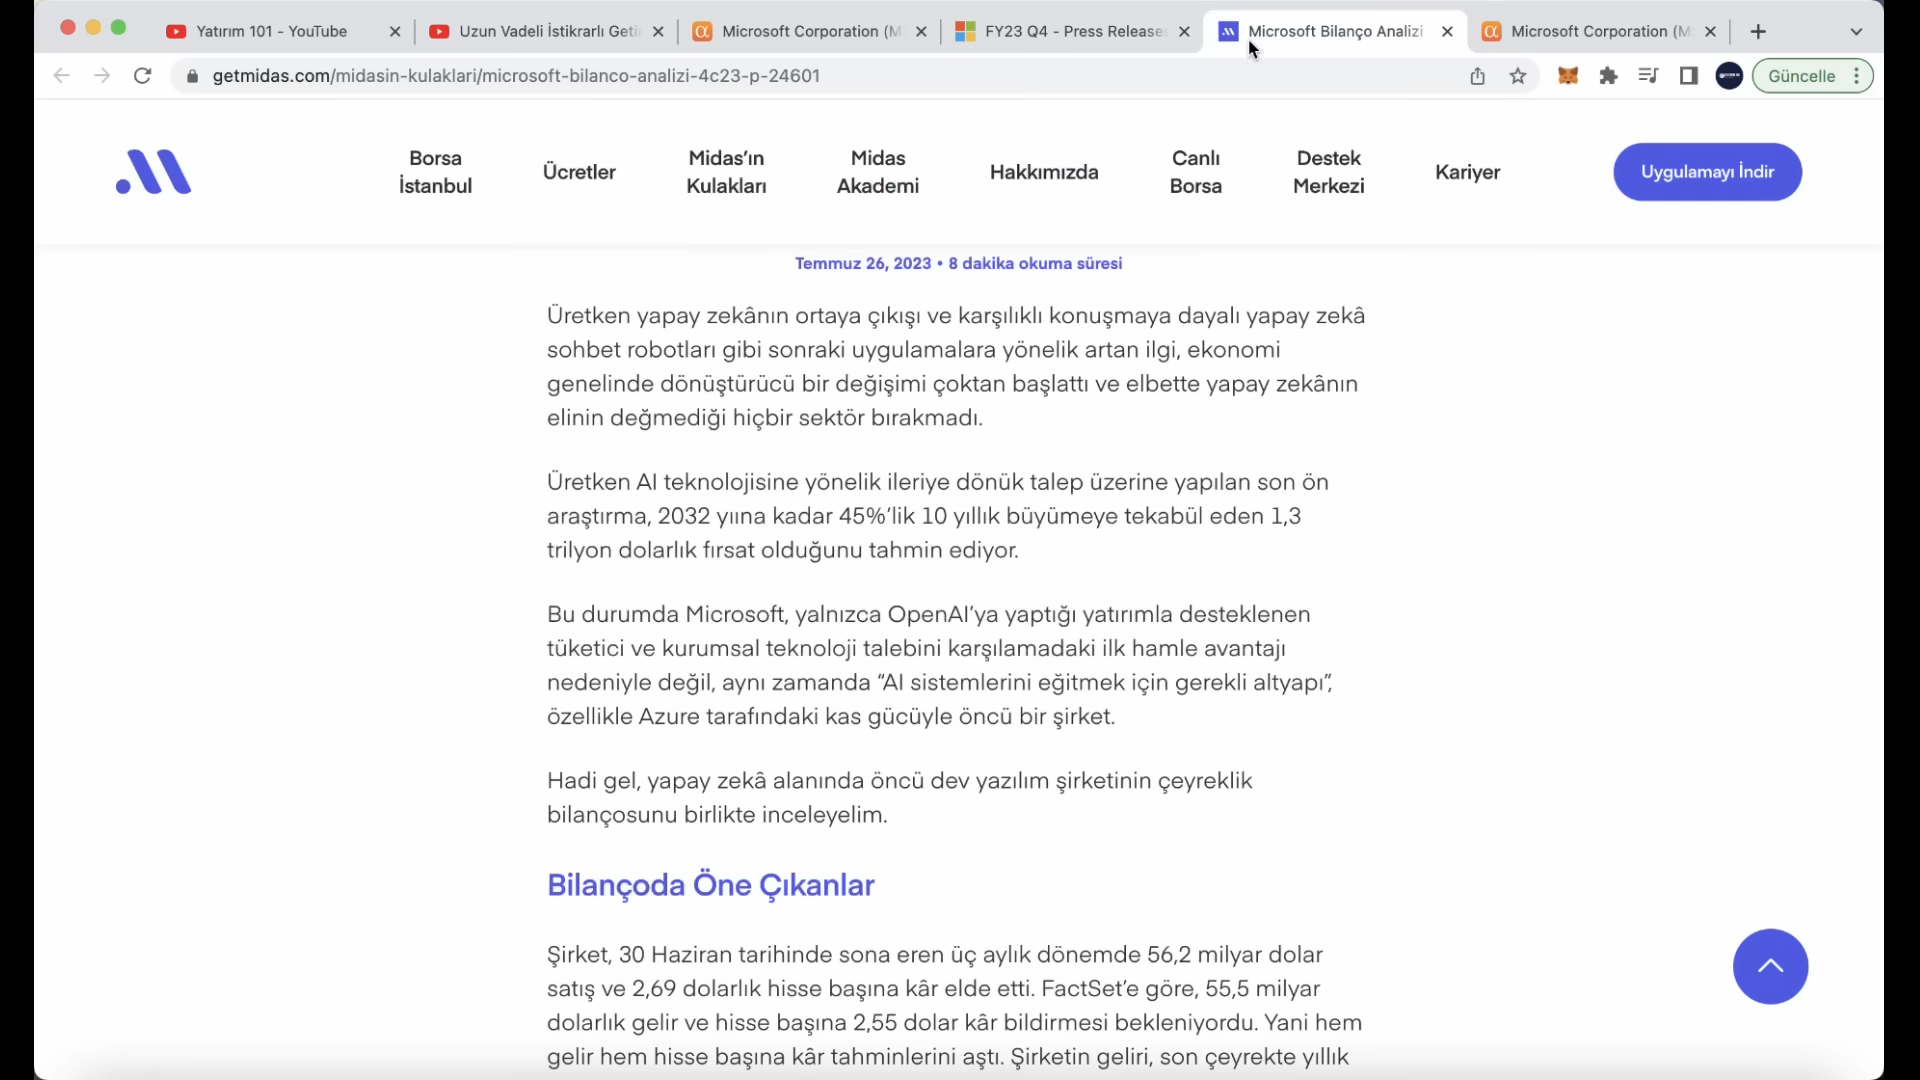 Yatırım 101 - YouTube
Uzun Vadeli İstikrarlı Geti
Microsoft Corporation (M
FY23 Q4 - Press Release
Microsoft Bilanço Analizi
Microsoft Corporation (M
getmidas.com/midasin-kulaklari/microsoft-bilanco-analizi-4c23-p-24601
Güncelle
Borsa
İstanbul
Ücretler
Midas’ın
Kulakları
Midas
Akademi
Hakkımızda
Canlı
Borsa
Destek
Merkezi
Kariyer
Uygulamayı İndir
Temmuz 26, 2023 • 8 dakika okuma süresi
Üretken yapay zekânın ortaya çıkışı ve karşılıklı konuşmaya dayalı yapay zekâ
sohbet robotları gibi sonraki uygulamalara yönelik artan ilgi, ekonomi
genelinde dönüştürücü bir değişimi çoktan başlattı ve elbette yapay zekânın
elinin değmediği hiçbir sektör bırakmadı.
Üretken AI teknolojisine yönelik ileriye dönük talep üzerine yapılan son ön
araştırma, 2032 yıına kadar 45%’lik 10 yıllık büyümeye tekabül eden 1,3
trilyon dolarlık fırsat olduğunu tahmin ediyor.
Bu durumda Microsoft, yalnızca OpenAI’ya yaptığı yatırımla desteklenen
tüketici ve kurumsal teknoloji talebini karşılamadaki ilk hamle avantajı
nedeniyle değil, aynı zamanda “AI sistemlerini eğitmek için gerekli altyapı”,
özellikle Azure tarafındaki kas gücüyle öncü bir şirket.
Hadi gel, yapay zekâ alanında öncü dev yazılım şirketinin çeyreklik
bilançosunu birlikte inceleyelim.
Bilançoda Öne Çıkanlar
Şirket, 30 Haziran tarihinde sona eren üç aylık dönemde 56,2 milyar dolar
satış ve 2,69 dolarlık hisse başına kâr elde etti. FactSet’e göre, 55,5 milyar
dolarlık gelir ve hisse başına 2,55 dolar kâr bildirmesi bekleniyordu. Yani hem
gelir hem hisse başına kâr tahminlerini aştı. Şirketin geliri, son çeyrekte yıllık